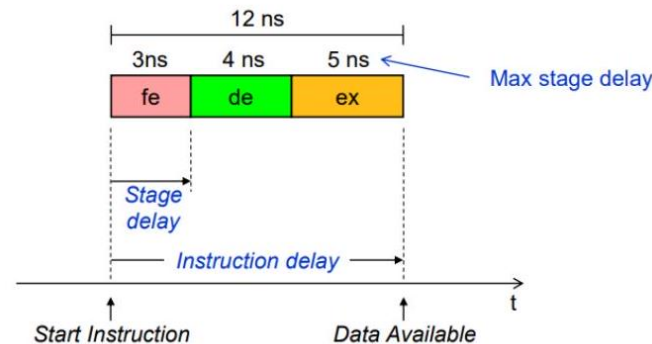 12 ns
3ns 4 ns 5 ns
Max stage delay
fe de ex
Stage
delay
Instruction delay
t
Start Instruction Data Available